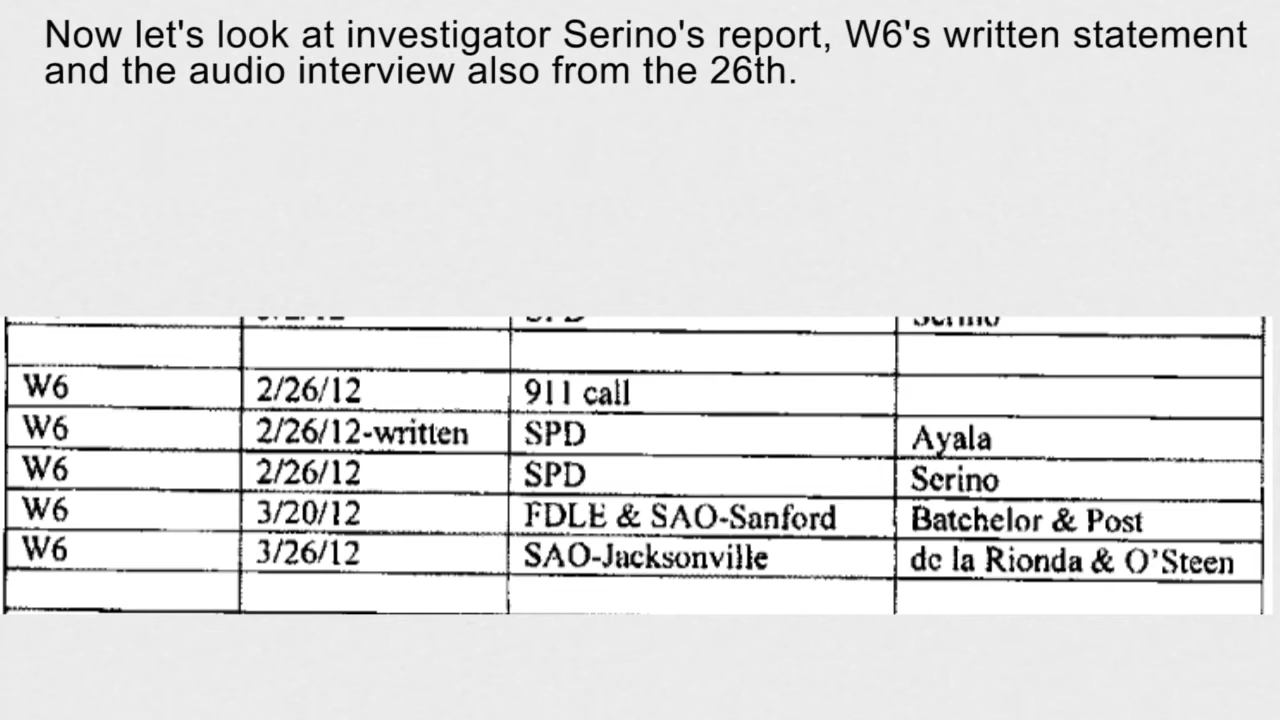 Now let's look at investigator Serino's report, W6's written statement
and the audio interview also from the 26th.
Serino
W6 2/26/12 911 call
W6 2/26/12-written SPD Ayala
W6 2/26/12 SPD Serino
W6 3/20/12 FDLE & SAO-Sanford Batchelor & Post
W6 3/26/12 SAO-Jacksonville de la Rionda & O'Steen